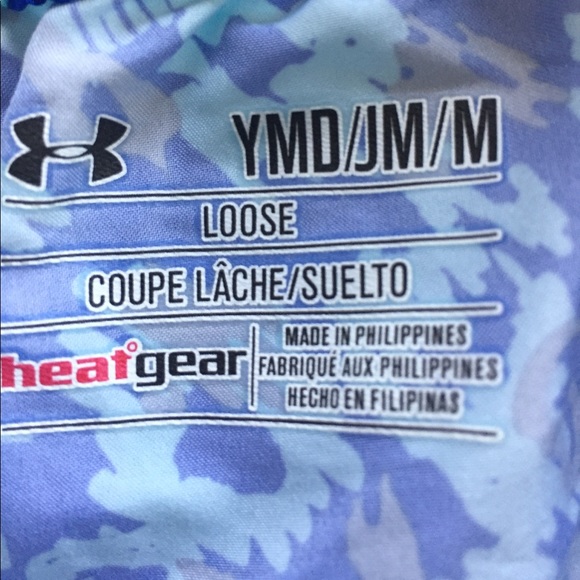 YMD/JM/M
LOOSE
COUPE LÂCHE/SUELTO
heatgear
MADE IN PHILIPPINES
FABRIQUÉ AUX PHILIPPINES
HECHO EN FILIPINAS